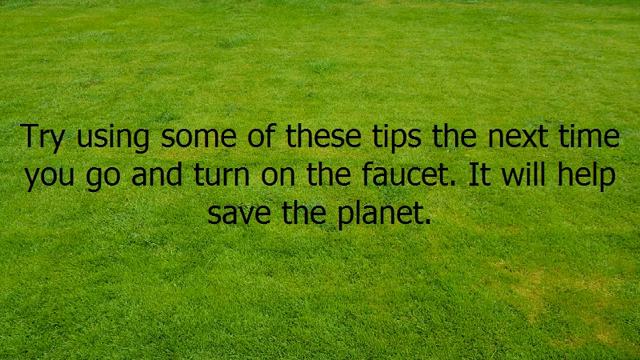 Try using some of these tips the next time
you go and turn on the faucet. It will help
save the planet.